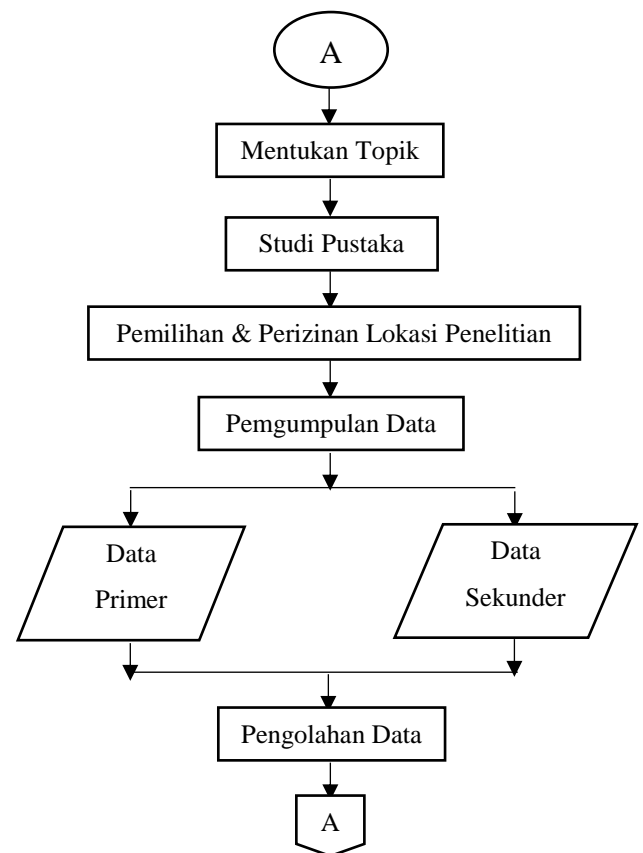 A
Mentukan Topik
Studi Pustaka
Pemilihan & Perizinan Lokasi Penelitian
Pemgumpulan Data
Data
Primer
Data
Sekunder
Pengolahan Data
A